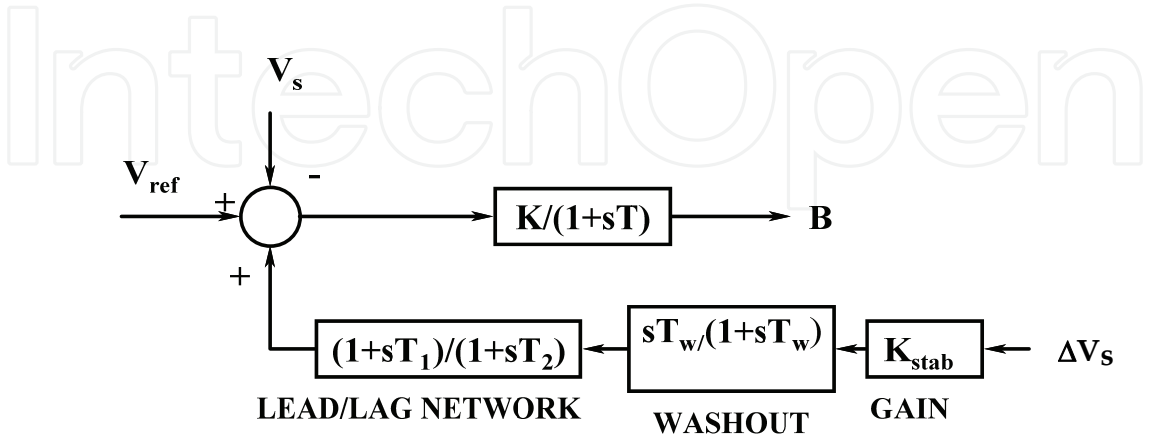 IntechOpen
Vs
Vref
+
-
K/(1+sT)
B
+
(1+sT1)/(1+sT2)
sTw/(1+sTw)
Kstab
ΔVs
LEAD/LAG NETWORK
WASHOUT
GAIN